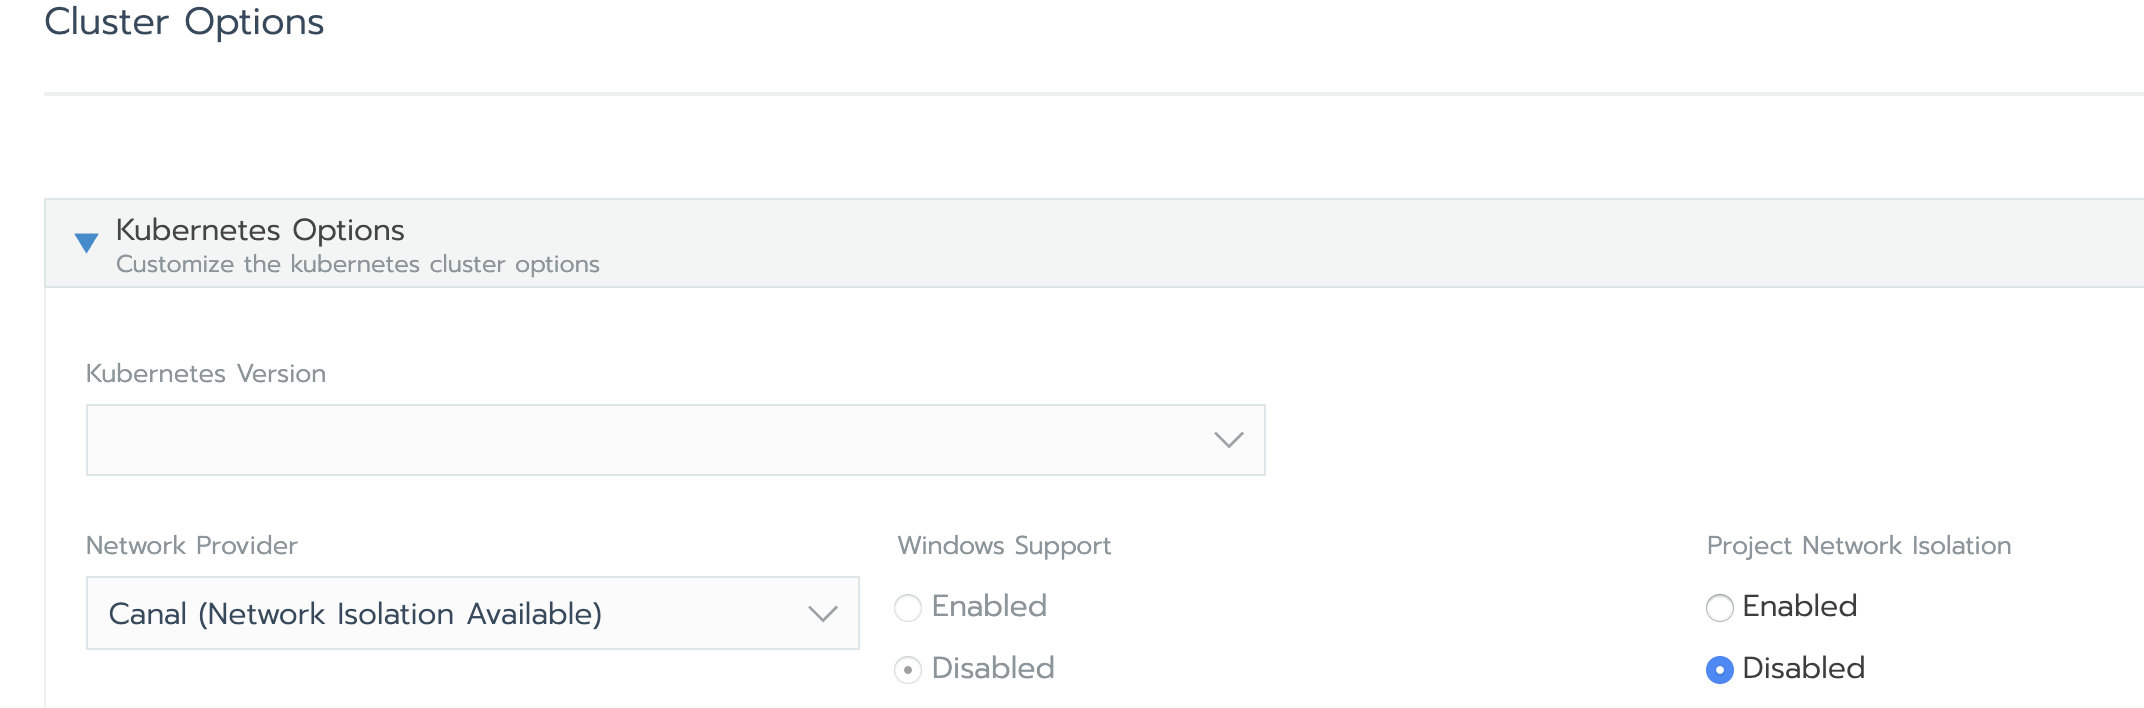 Cluster Options
Kubernetes Options
Customize the kubernetes cluster options
Kubernetes Version
Network Provider
Windows Support
Project Network Isolation
Canal (Network Isolation Available)
Enabled
Enabled
Disabled
Disabled